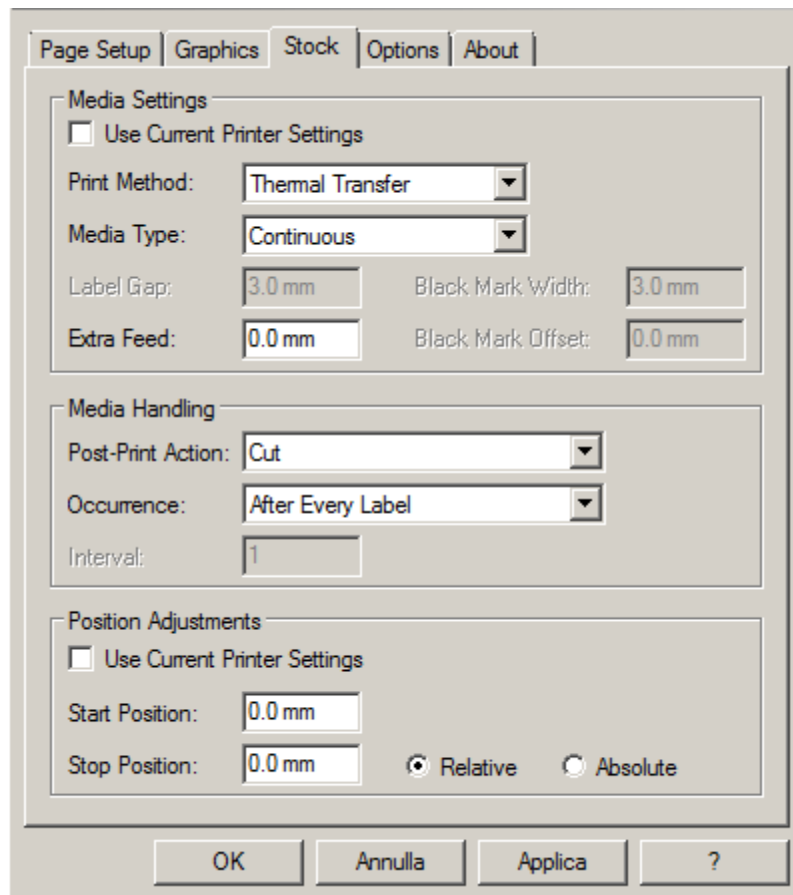 Page Setup Graphics Stock Options About
Media Settings
Use Current Printer Settings
Print Method: Thermal Transfer
Media Type: Continuous
Label Gap: 3.0 mm Black Mark Width: 3.0 mm
Extra Feed: 0.0 mm Black Mark Offset: 0.0 mm
Media Handling
Post-Print Action: Cut
Occurrence: After Every Label
Interval: 1
Position Adjustments
Use Current Printer Settings
Start Position: 0.0 mm
Stop Position: 0.0 mm Relative Absolute
OK Annulla Applica ?